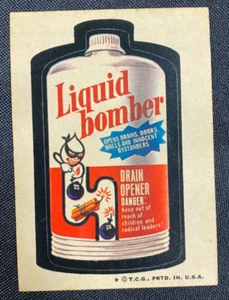 Liquid
bomber
OPENS DRAINS, DOORS,
WALLS AND INNOCENT
BYSTANDERS
DRAIN
OPENER
DANGER:
Keep out of
reach of
children and
radical leaders!
* © T.C.G., PRTD. IN U.S.A.